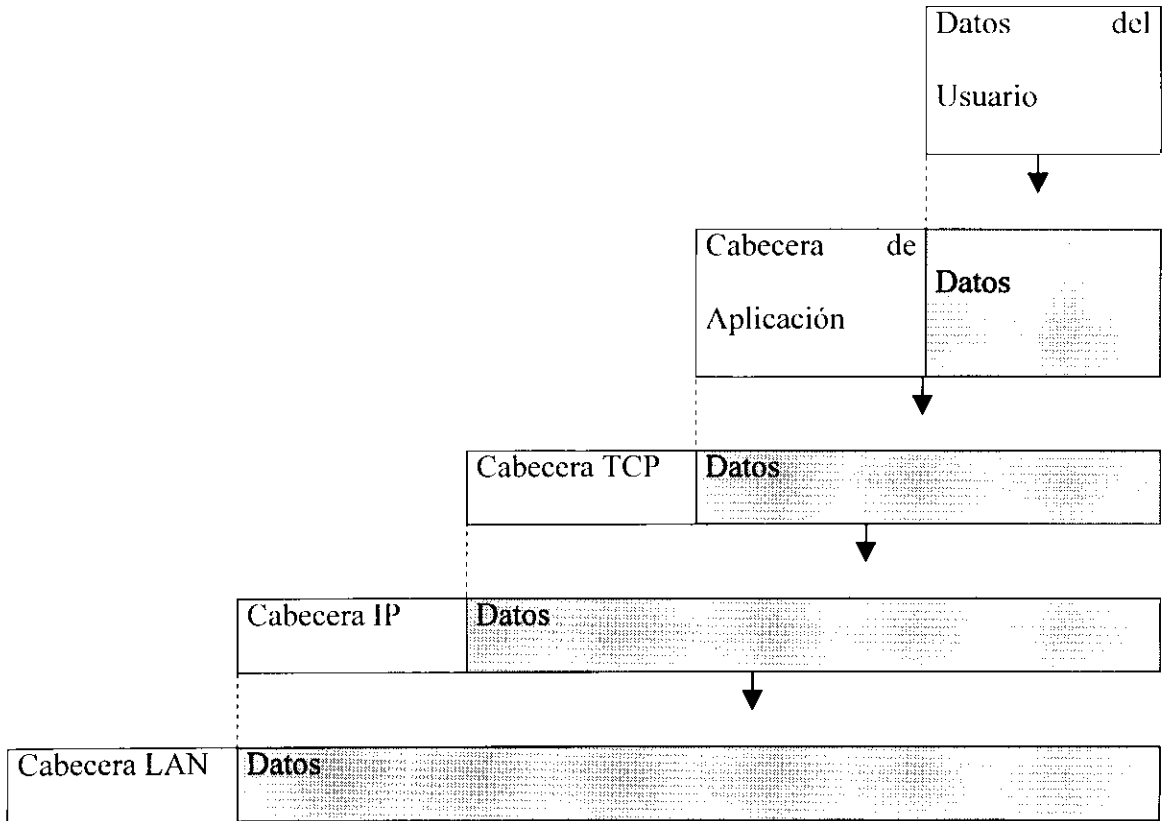 Datos del
Usuario
Cabecera de
Aplicación
Datos
Cabecera TCP
Datos
Cabecera IP
Datos
Cabecera LAN
Datos